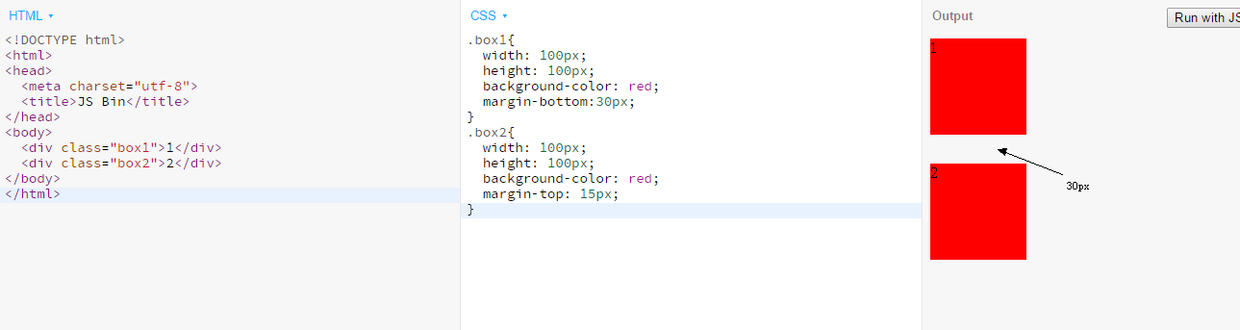 HTML
<!DOCTYPE html>
<html>
<head>
  <meta charset="utf-8">
  <title>JS Bin</title>
</head>
<body>
  <div class="box1">1</div>
  <div class="box2">2</div>
</body>
</html>
CSS
.box1{
  width: 100px;
  height: 100px;
  background-color: red;
  margin-bottom:30px;
}
.box2{
  width: 100px;
  height: 100px;
  background-color: red;
  margin-top: 15px;
}
Output
Run with JS
1
2
30px